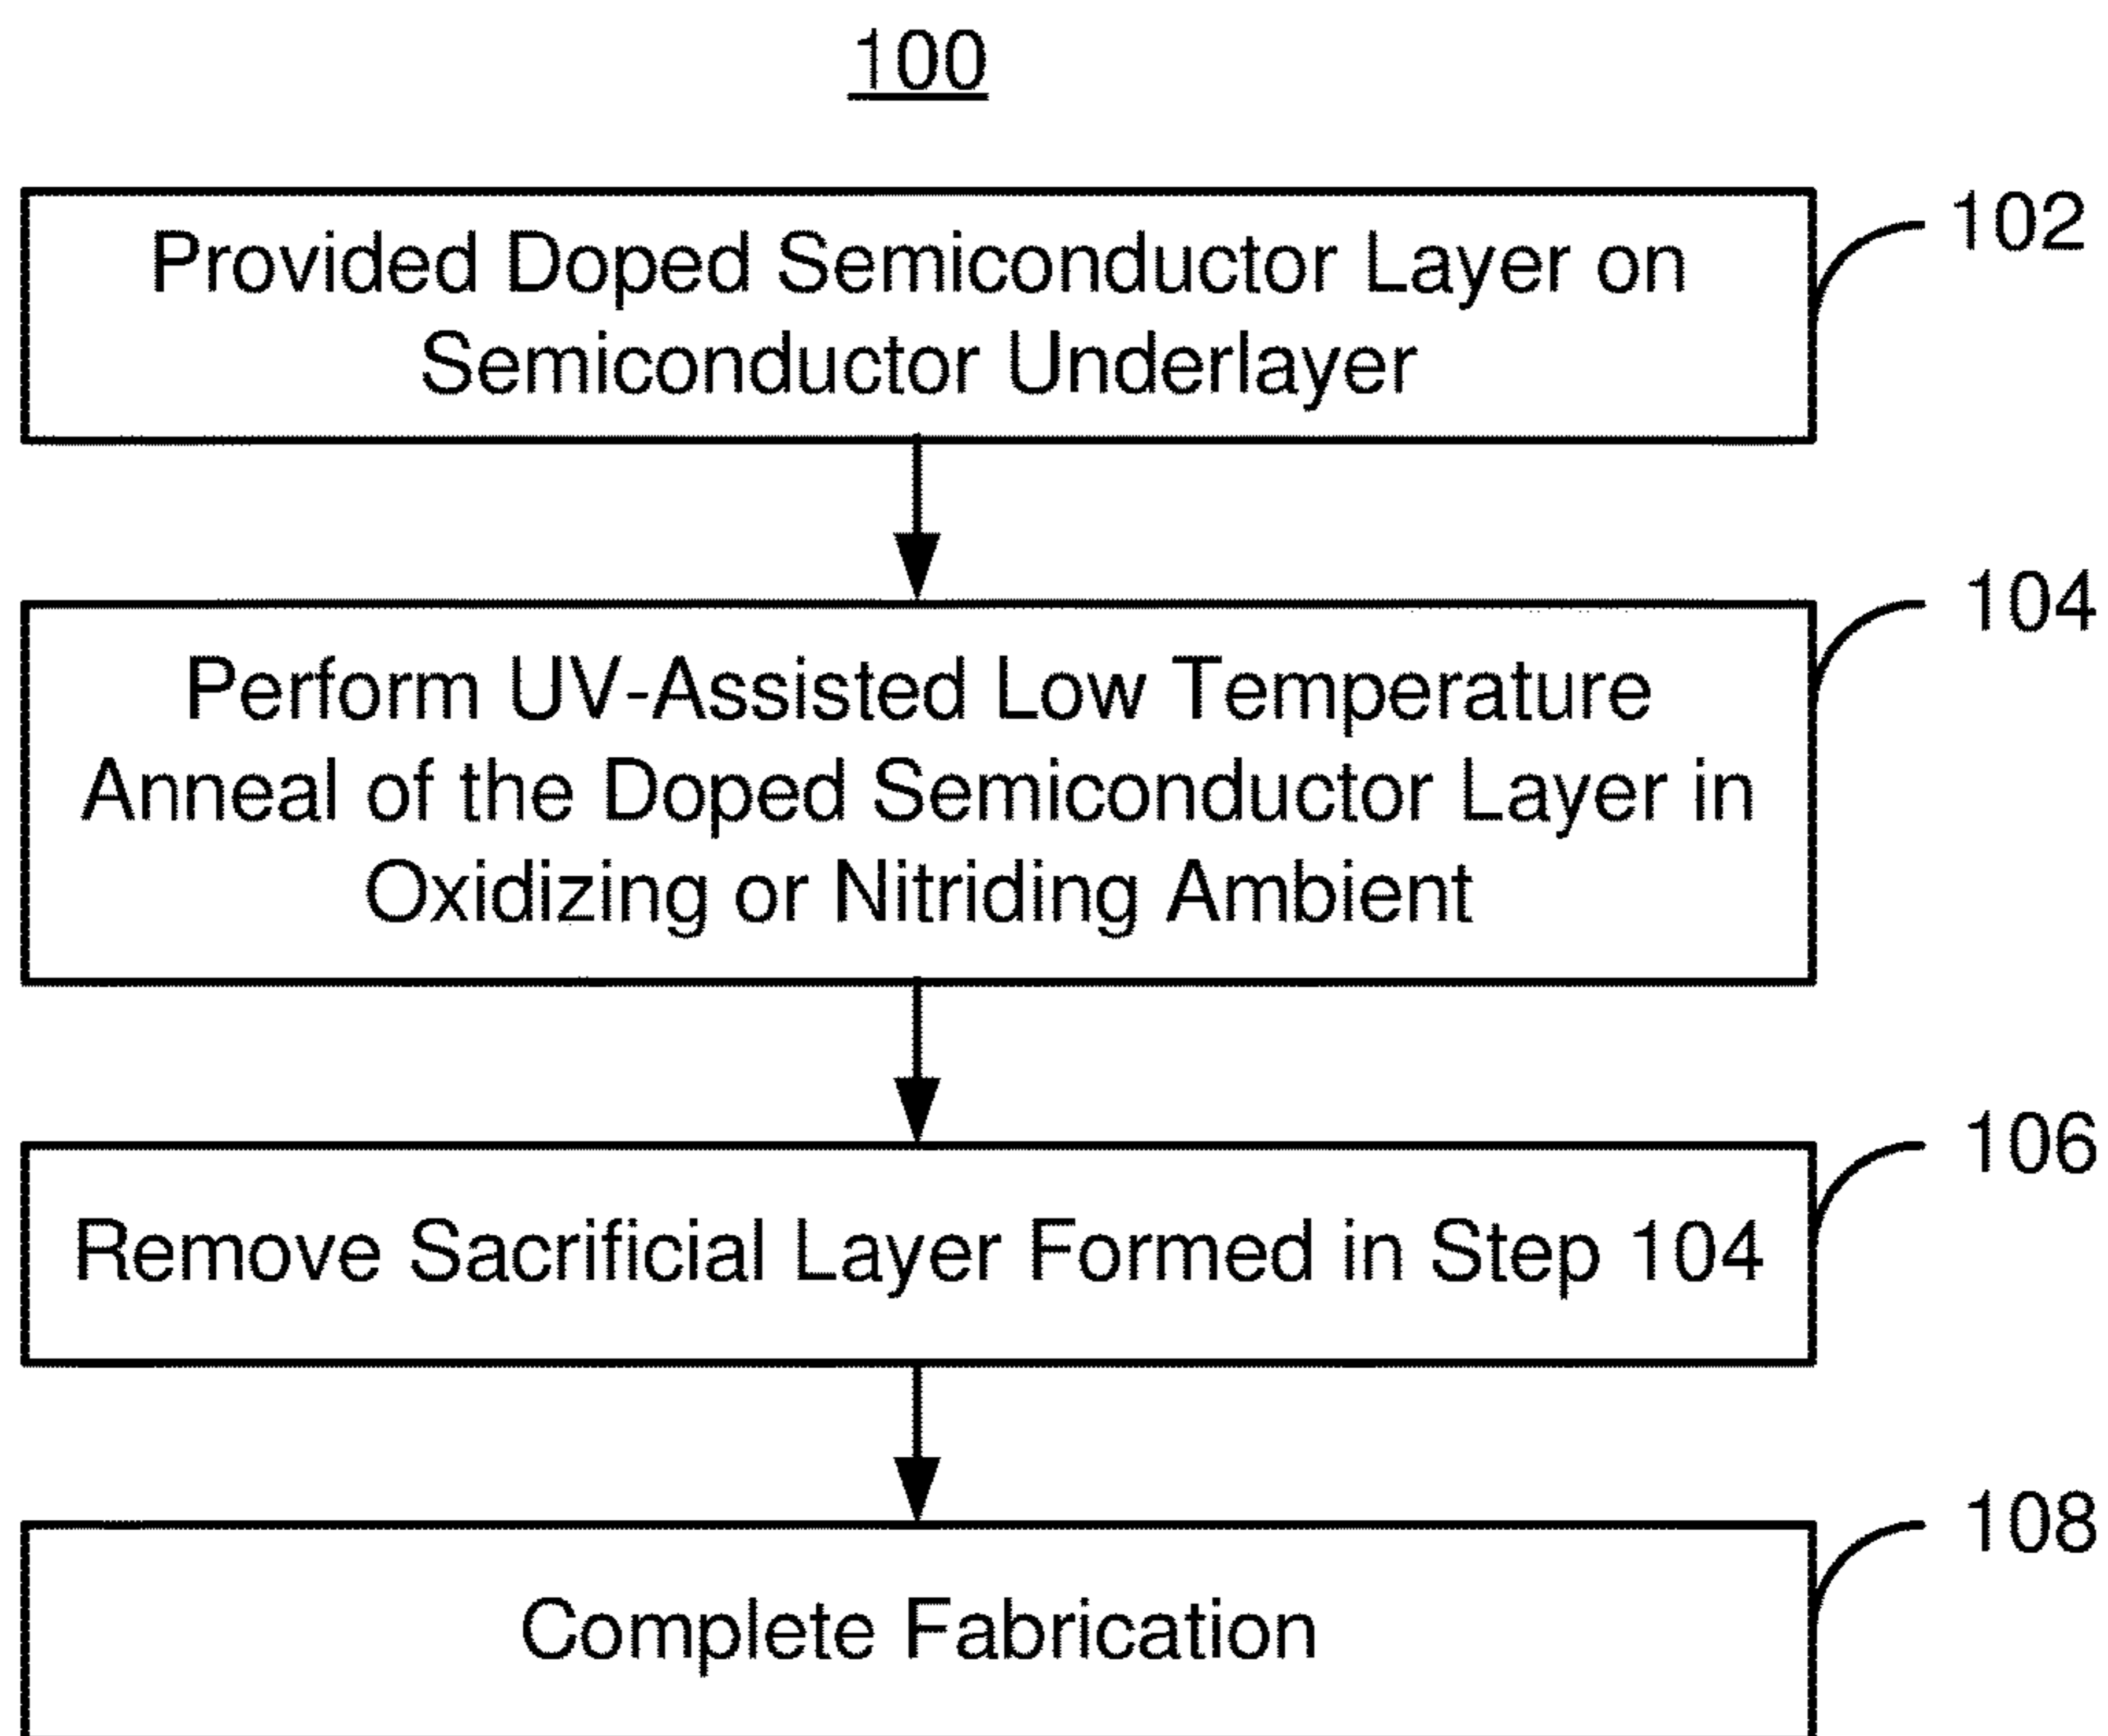 100
Provided Doped Semiconductor Layer on
Semiconductor Underlayer
102
Perform UV-Assisted Low Temperature
Anneal of the Doped Semiconductor Layer in
Oxidizing or Nitriding Ambient
104
Remove Sacrificial Layer Formed in Step 104
106
Complete Fabrication
108